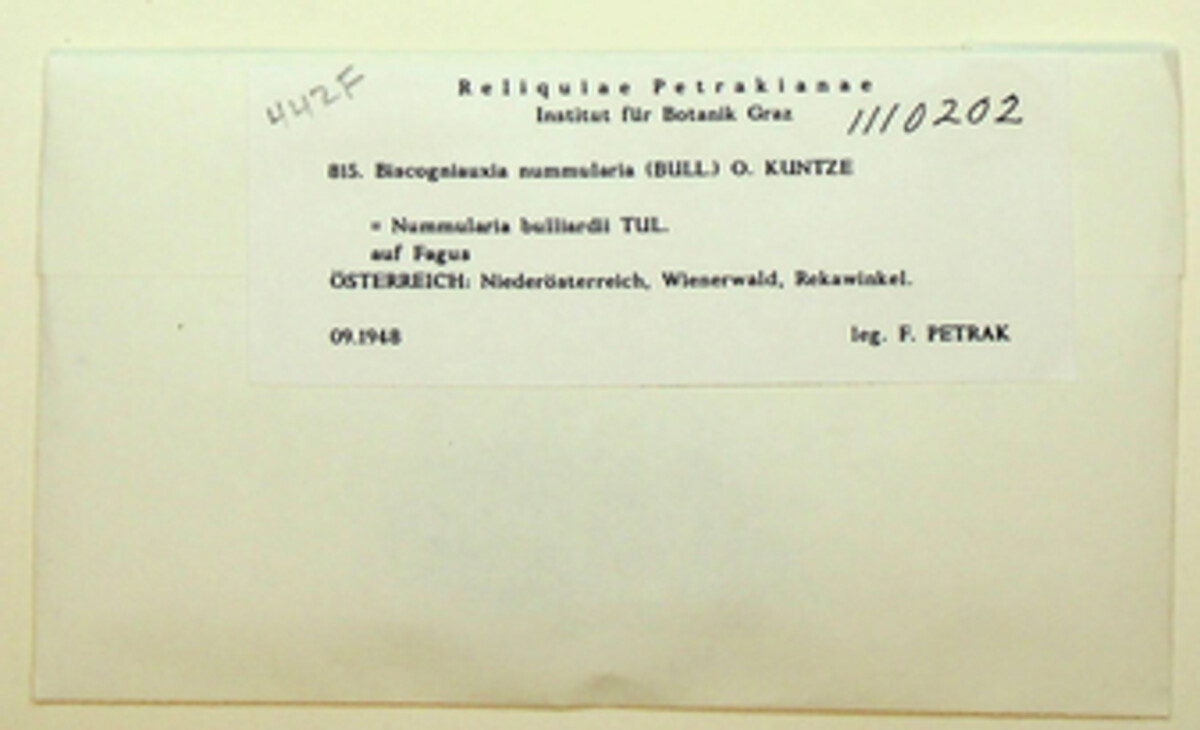 442F
Reliquiae Petrakianae
Institut für Botanik Graz
1110202
815. Biscogniauxia nummularia (BULL.) O. KUNTZE
= Nummularia bulliardii TUL.
auf Fagus
ÖSTERREICH: Niederösterreich, Wienerwald, Rekawinkel.
09.1948 leg. F. PETRAK